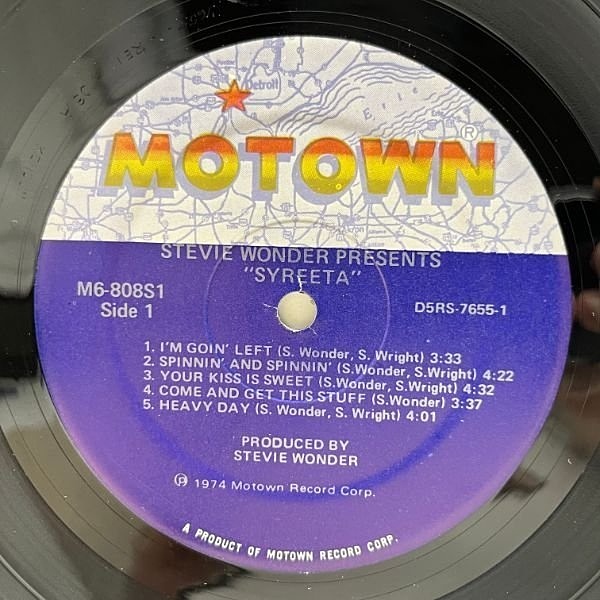 Detroit
Erie
MOTOWN®
STEVIE WONDER PRESENTS
"SYREETA"
M6-808S1
Side 1
D5RS-7655-1
1. I'M GOIN' LEFT (S. Wonder, S. Wright) 3:33
2. SPINNIN' AND SPINNIN' (S.Wonder, S. Wright) 4:22
3. YOUR KISS IS SWEET (S.Wonder, S. Wright) 4:32
4. COME AND GET THIS STUFF (S.Wonder) 3:37
5. HEAVY DAY (S. Wonder, S. Wright) 4:01
PRODUCED BY
STEVIE WONDER
℗ 1974 Motown Record Corp.
A PRODUCT OF MOTOWN RECORD CORP.